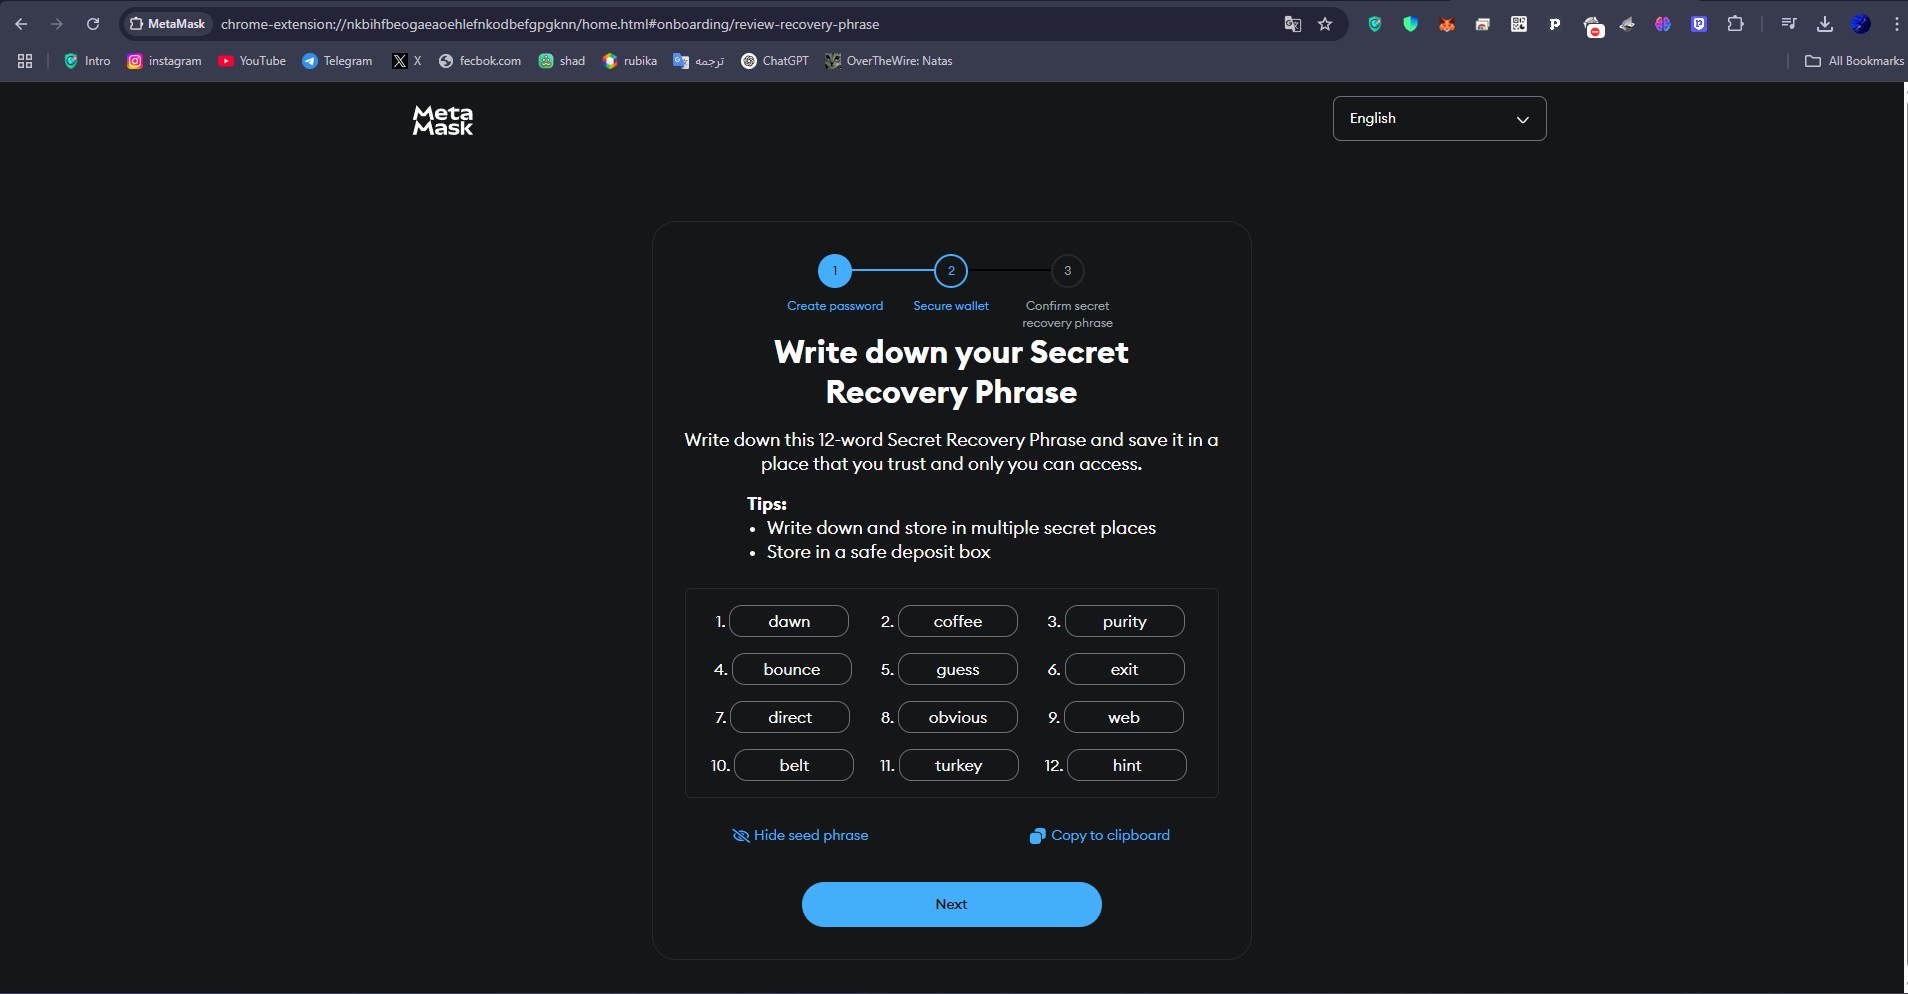 MetaMask
chrome-extension://nkbihfbeogaeaoehlefnkodbefgpgknn/home.html#onboarding/review-recovery-phrase
Intro instagram YouTube Telegram X fecbok.com shad rubika ترجمه ChatGPT OverTheWire: Natas All Bookmarks
Meta
Mask
English
1 2 3
Create password Secure wallet Confirm secret
recovery phrase
Write down your Secret
Recovery Phrase
Write down this 12-word Secret Recovery Phrase and save it in a
place that you trust and only you can access.
Tips:
• Write down and store in multiple secret places
• Store in a safe deposit box
1. dawn 2. coffee 3. purity
4. bounce 5. guess 6. exit
7. direct 8. obvious 9. web
10. belt 11. turkey 12. hint
Hide seed phrase Copy to clipboard
Next